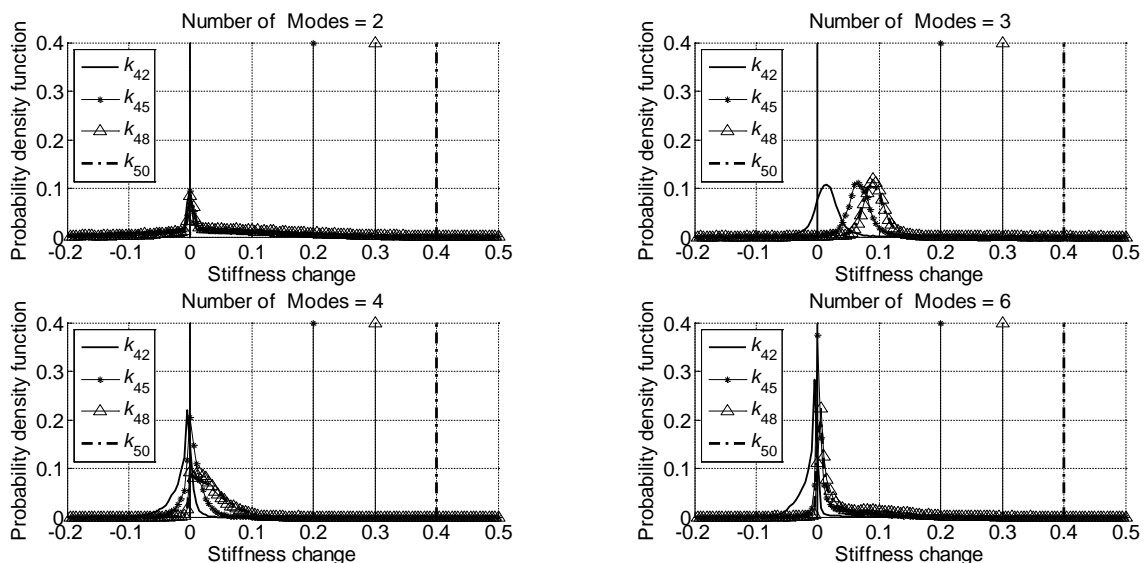 Number of Modes = 2
Probability density function
0.4
0.3
0.2
0.1
0
k42
k45
k48
k50
-0.2 -0.1 0 0.1 0.2 0.3 0.4 0.5
Stiffness change
Number of Modes = 3
Probability density function
0.4
0.3
0.2
0.1
0
k42
k45
k48
k50
-0.2 -0.1 0 0.1 0.2 0.3 0.4 0.5
Stiffness change
Number of Modes = 4
Probability density function
0.4
0.3
0.2
0.1
0
k42
k45
k48
k50
-0.2 -0.1 0 0.1 0.2 0.3 0.4 0.5
Stiffness change
Number of Modes = 6
Probability density function
0.4
0.3
0.2
0.1
0
k42
k45
k48
k50
-0.2 -0.1 0 0.1 0.2 0.3 0.4 0.5
Stiffness change